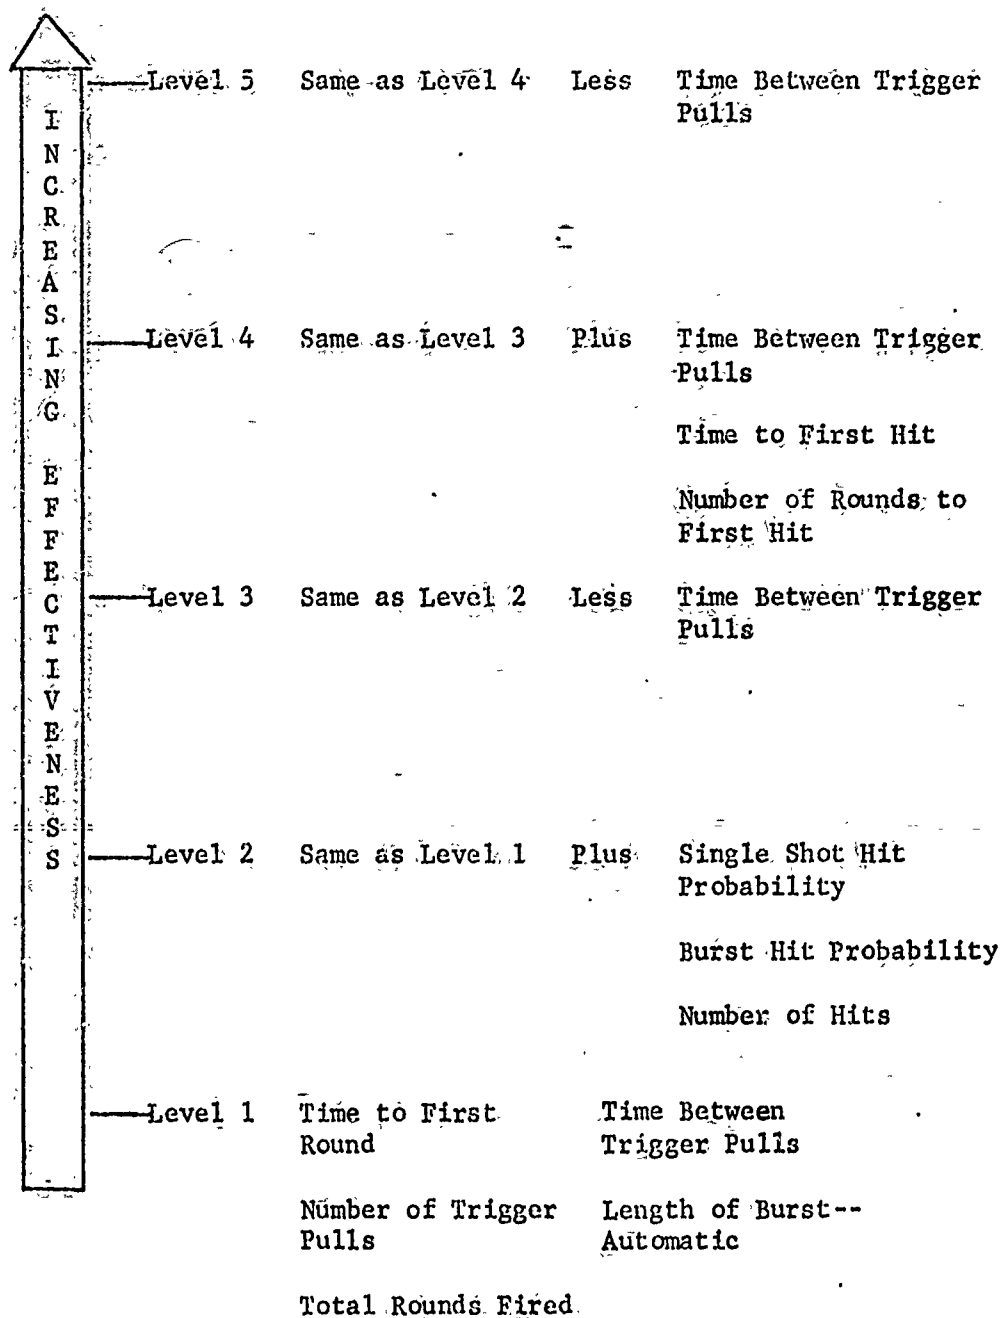 INCREASING EFFECTIVENESS
Level 5 Same as Level 4 Less Time Between Trigger
Pulls
Level 4 Same as Level 3 Plus Time Between Trigger
Pulls
Time to First Hit
Number of Rounds to
First Hit
Level 3 Same as Level 2 Less Time Between Trigger
Pulls
Level 2 Same as Level 1 Plus Single Shot Hit
Probability
Burst Hit Probability
Number of Hits
Level 1 Time to First Time Between
Round Trigger Pulls
Number of Trigger Length of Burst--
Pulls Automatic
Total Rounds Fired